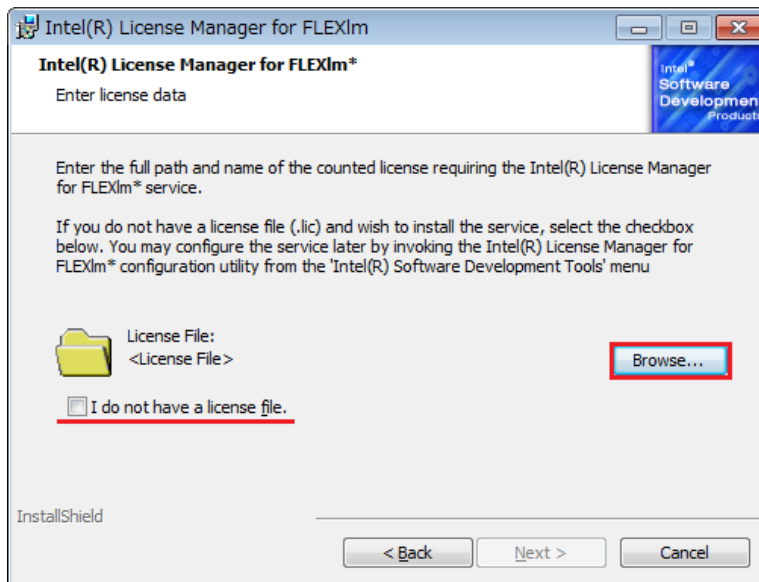 Intel(R) License Manager for FLEXlm
Intel(R) License Manager for FLEXlm*
Enter license data
Intel®
Software
Development
Products
Enter the full path and name of the counted license requiring the Intel(R) License Manager
for FLEXlm* service.
If you do not have a license file (.lic) and wish to install the service, select the checkbox
below. You may configure the service later by invoking the Intel(R) License Manager for
FLEXlm* configuration utility from the 'Intel(R) Software Development Tools' menu
License File:
<License File>
Browse...
I do not have a license file.
InstallShield
< Back
Next >
Cancel